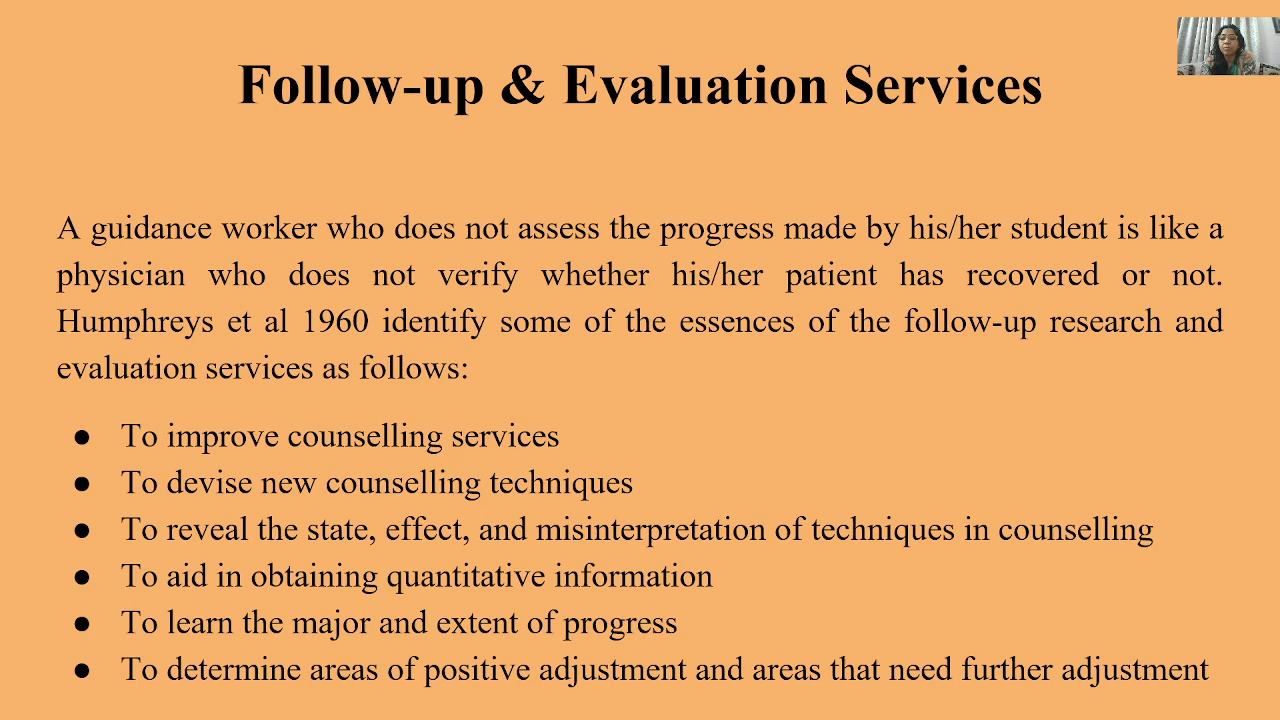 Follow-up & Evaluation Services
A guidance worker who does not assess the progress made by his/her student is like a
physician who does not verify whether his/her patient has recovered or not.
Humphreys et al 1960 identify some of the essences of the follow-up research and
evaluation services as follows:
● To improve counselling services
● To devise new counselling techniques
● To reveal the state, effect, and misinterpretation of techniques in counselling
● To aid in obtaining quantitative information
● To learn the major and extent of progress
● To determine areas of positive adjustment and areas that need further adjustment